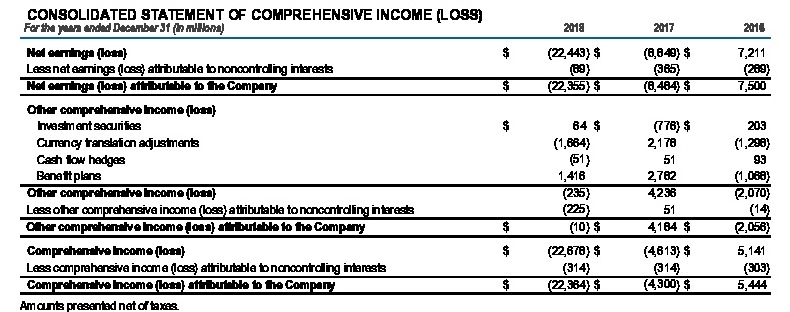 CONSOLIDATED STATEMENT OF COMPREHENSIVE INCOME (LOSS)
For the years ended December 31 (in millions) 2018 2017 2016
Net earnings (loss) $ (22,443) $ (8,849) $ 7,211
Less net earnings (loss) attributable to noncontrolling interests (89) (365) (289)
Net earnings (loss) attributable to the Company $ (22,355) $ (8,484) $ 7,500
Other comprehensive income (loss)
Investment securities $ 64 $ (776) $ 203
Currency translation adjustments (1,664) 2,178 (1,298)
Cash flow hedges (51) 51 93
Benefit plans 1,416 2,782 (1,068)
Other comprehensive income (loss) (235) 4,236 (2,070)
Less other comprehensive income (loss) attributable to noncontrolling interests (225) 51 (14)
Other comprehensive income (loss) attributable to the Company $ (10) $ 4,184 $ (2,056)
Comprehensive income (loss) $ (22,678) $ (4,613) $ 5,141
Less comprehensive income (loss) attributable to noncontrolling interests (314) (314) (303)
Comprehensive income (loss) attributable to the Company $ (22,364) $ (4,300) $ 5,444
Amounts presented net of taxes.